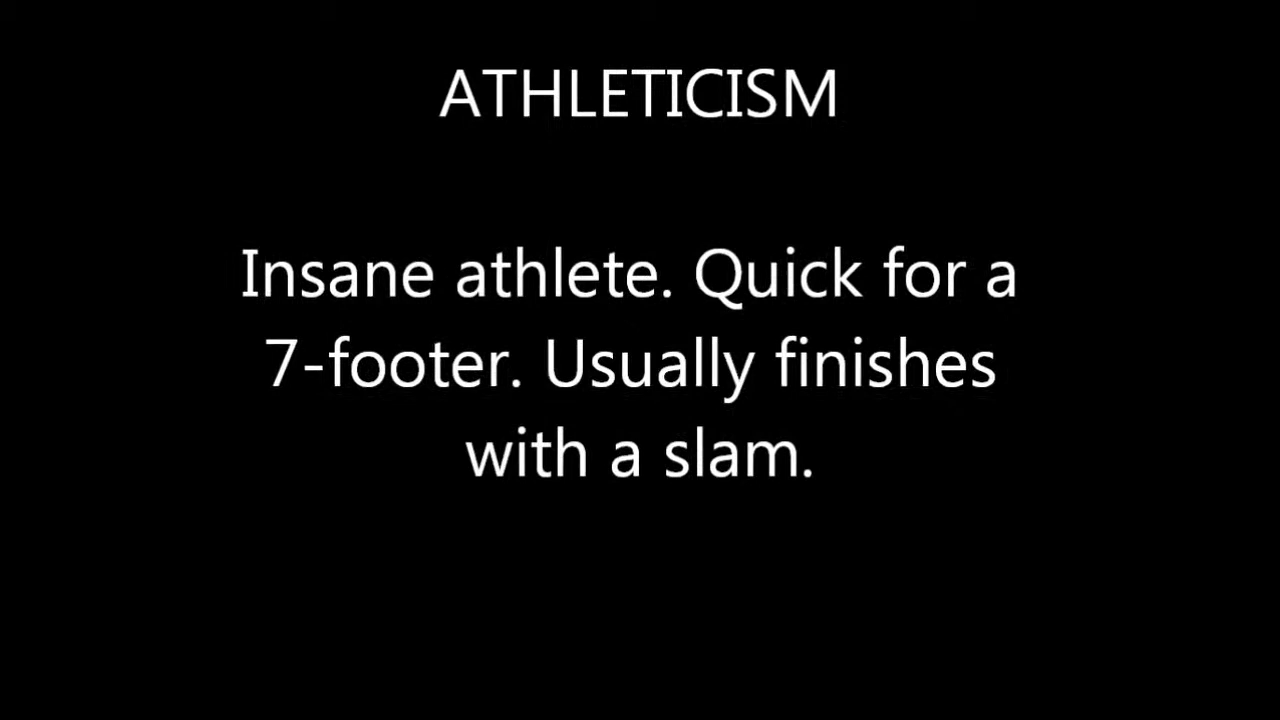 ATHLETICISM
Insane athlete. Quick for a
7-footer. Usually finishes
with a slam.